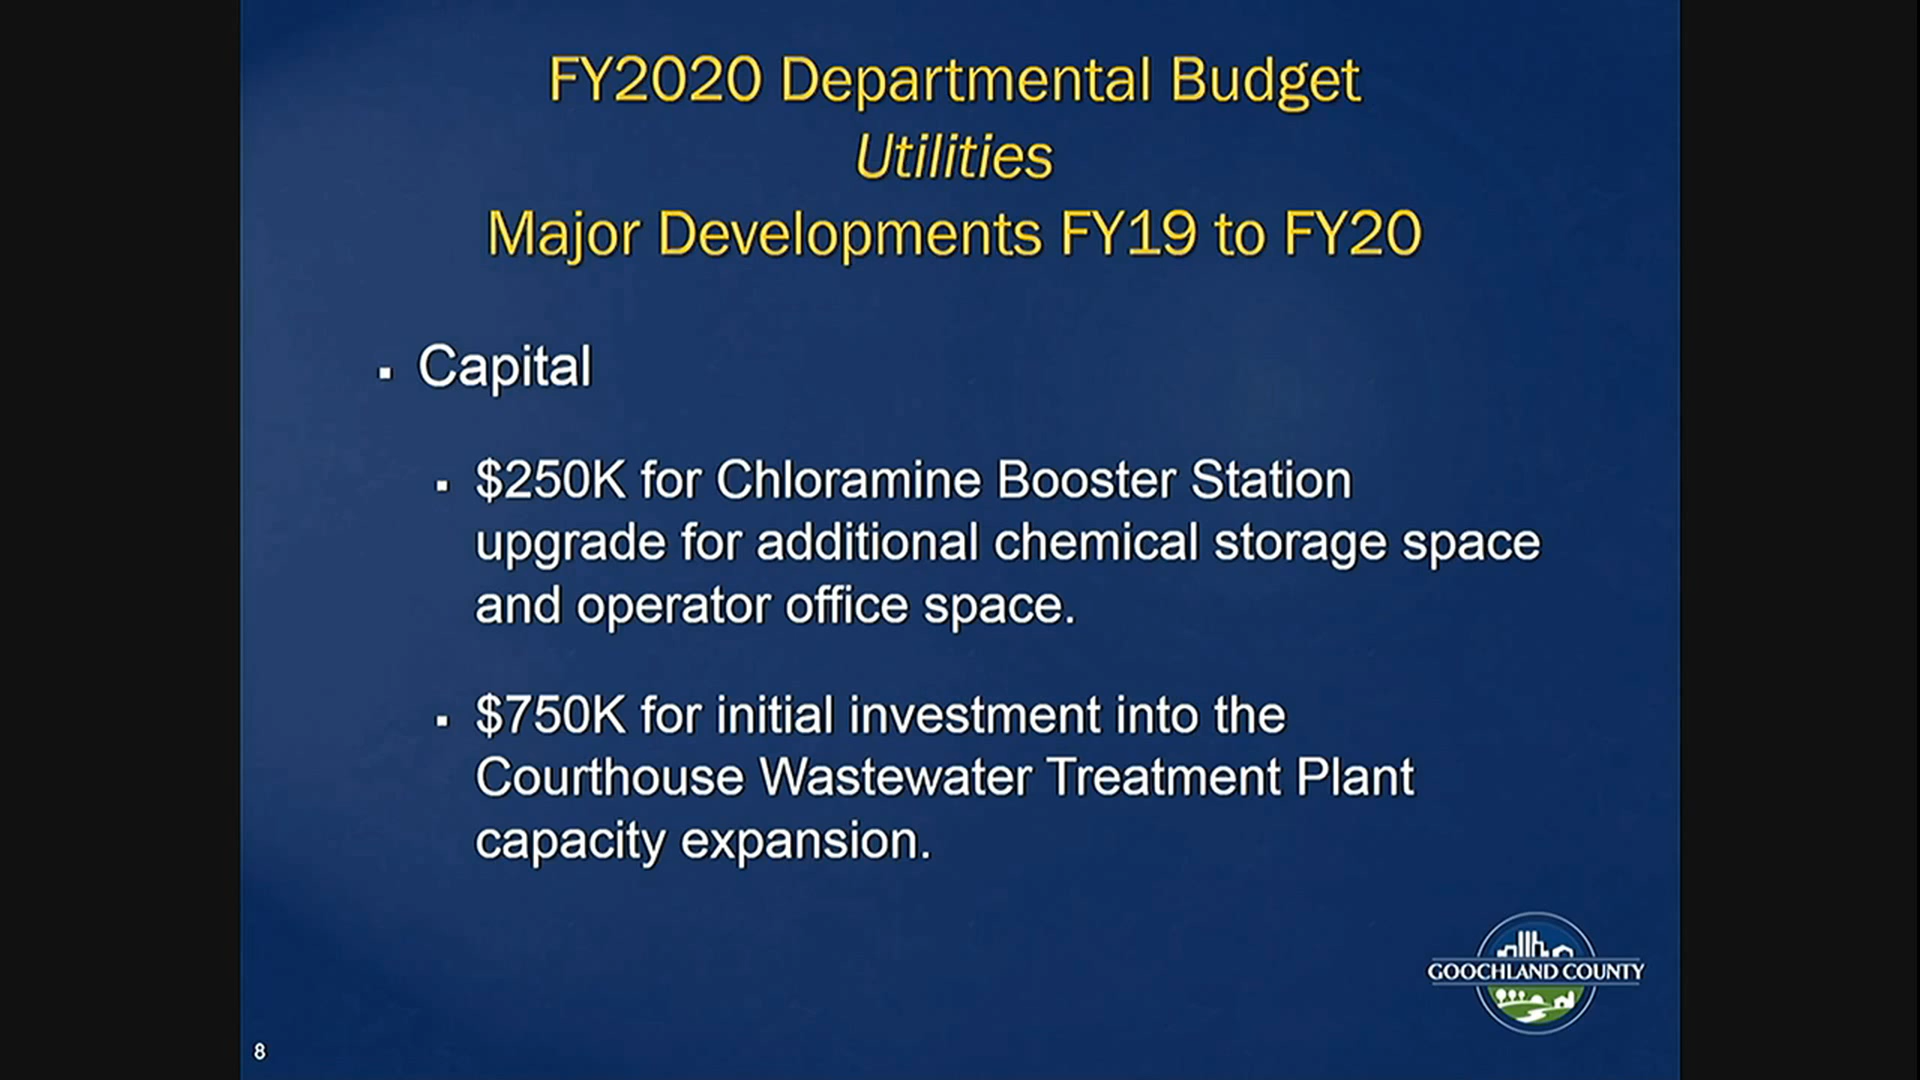 FY2020 Departmental Budget
Utilities
Major Developments FY19 to FY20
▪ Capital
▪ $250K for Chloramine Booster Station
upgrade for additional chemical storage space
and operator office space.
▪ $750K for initial investment into the
Courthouse Wastewater Treatment Plant
capacity expansion.
GOOCHLAND COUNTY
8